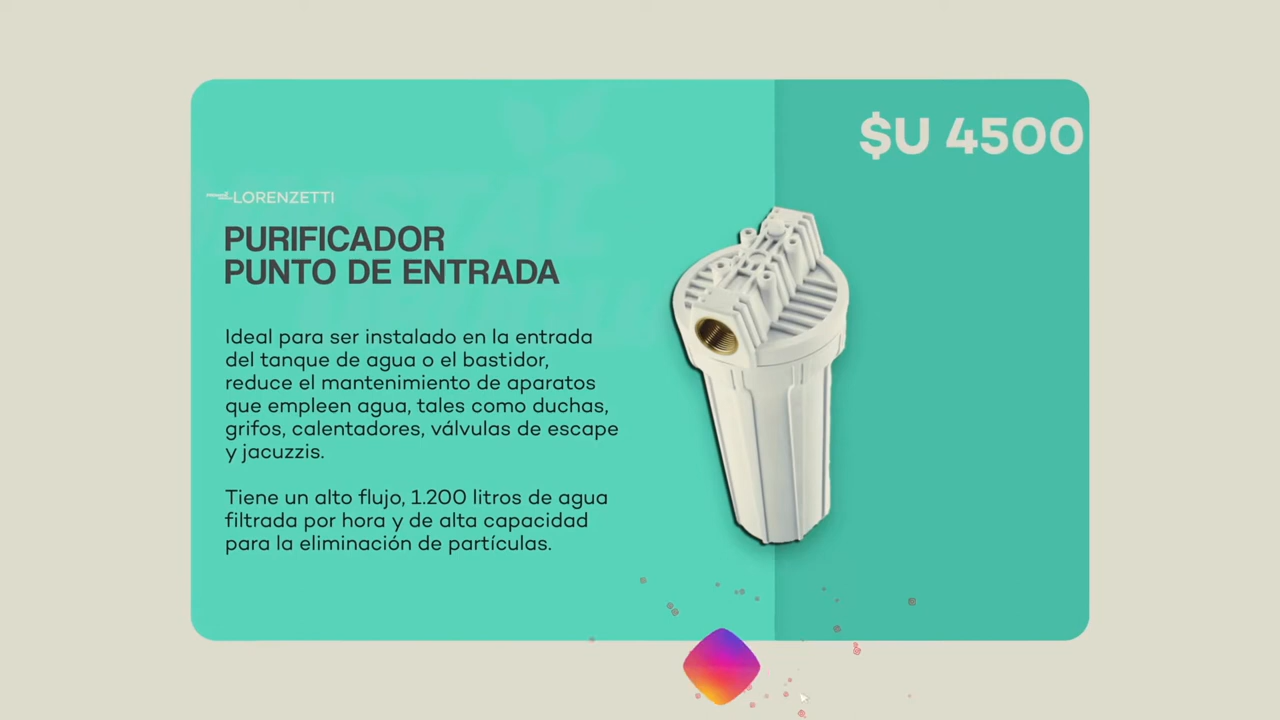 $U 4500
LORENZETTI
PURIFICADOR
PUNTO DE ENTRADA
Ideal para ser instalado en la entrada
del tanque de agua o el bastidor,
reduce el mantenimiento de aparatos
que empleen agua, tales como duchas,
grifos, calentadores, válvulas de escape
y jacuzzis.
Tiene un alto flujo, 1.200 litros de agua
filtrada por hora y de alta capacidad
para la eliminación de partículas.